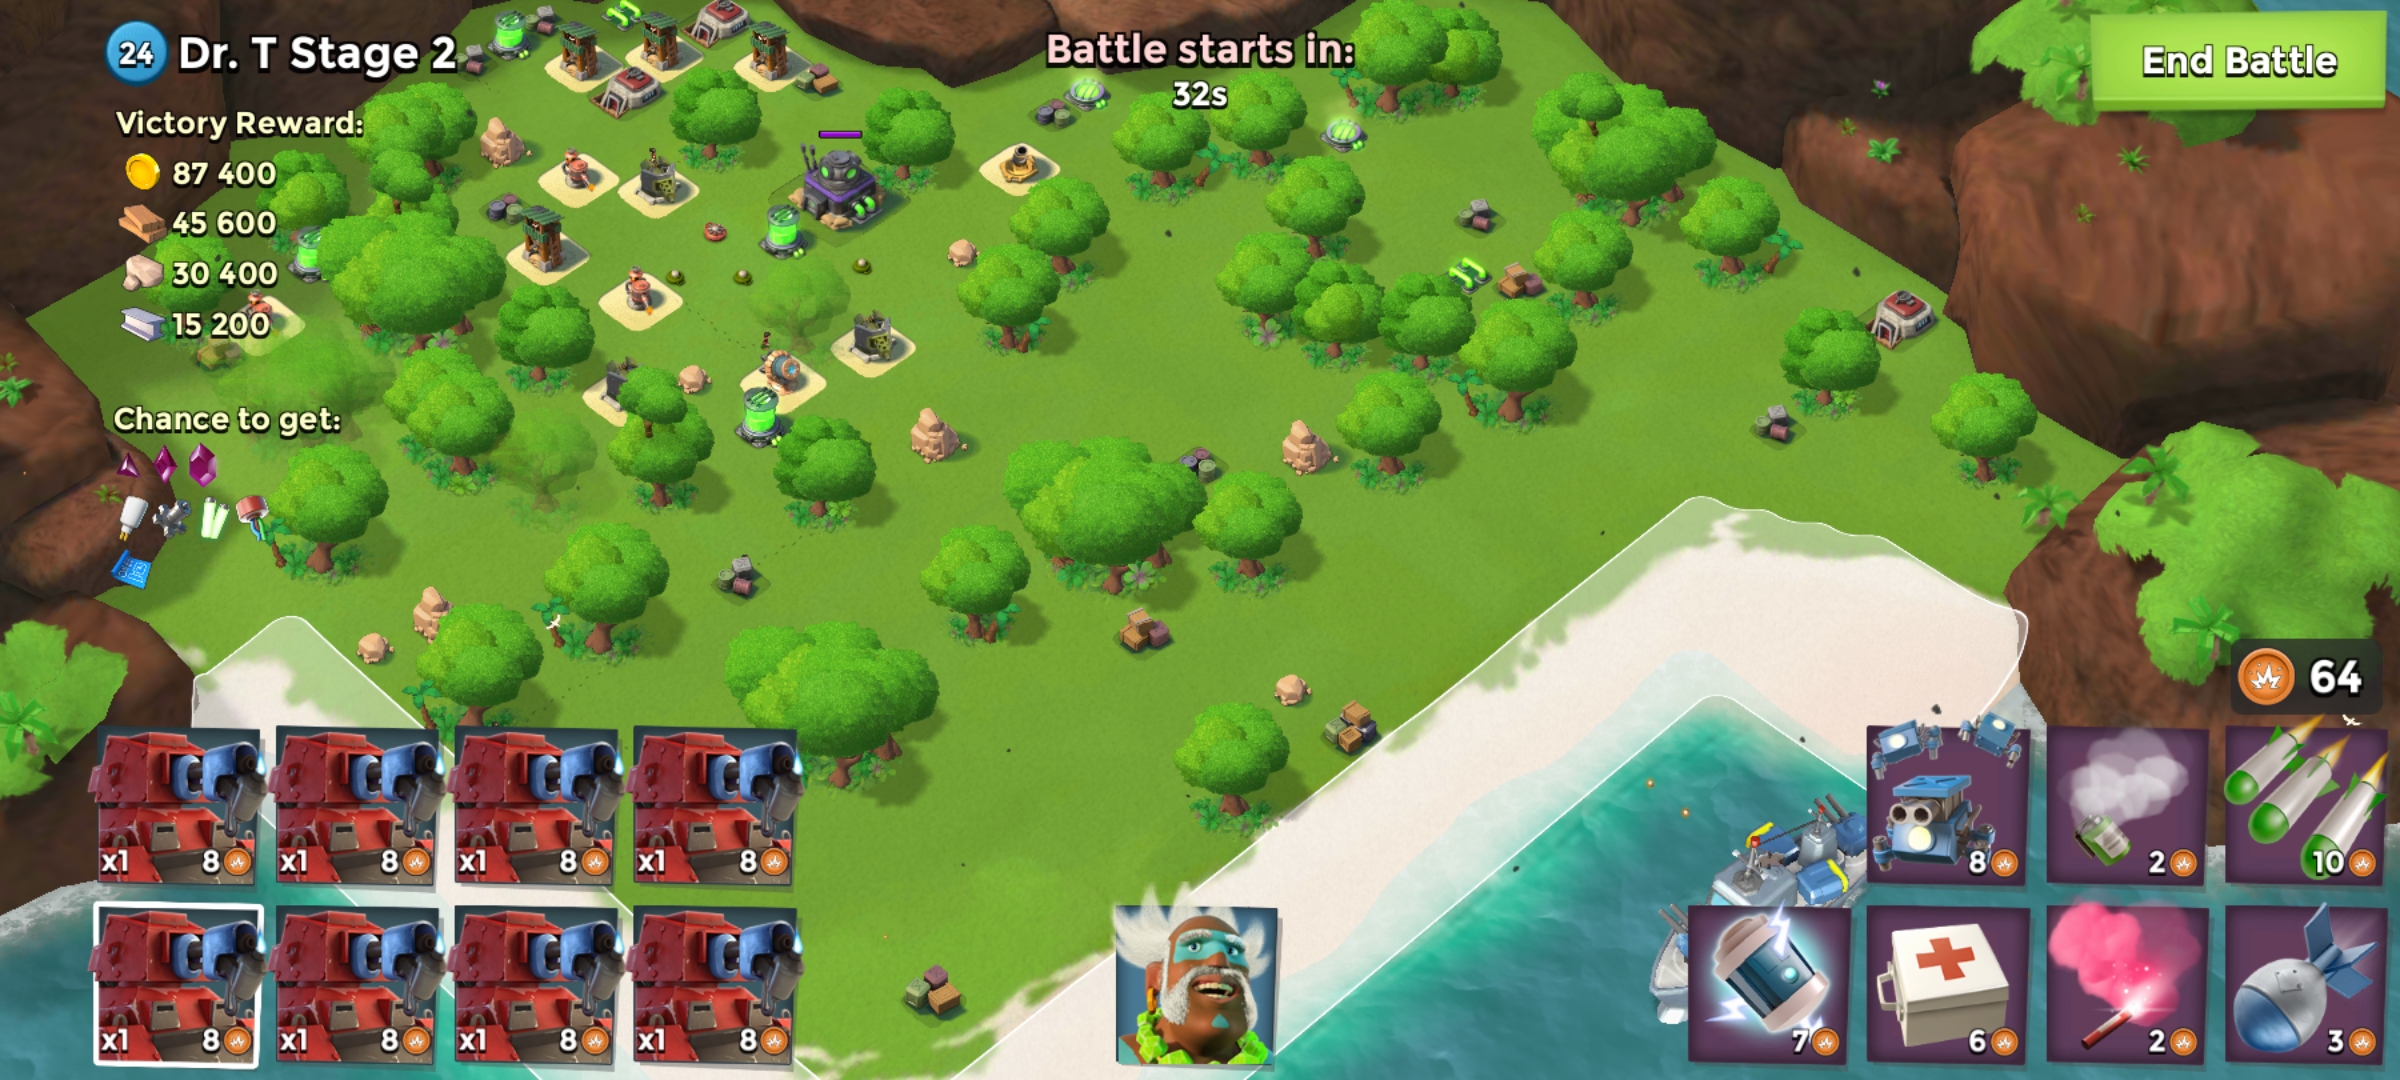 24 Dr. T Stage 2
Battle starts in:
32s
End Battle
Victory Reward:
87 400
45 600
30 400
15 200
Chance to get:
64
x1 8
x1 8
x1 8
x1 8
8
2
10
x1 8
x1 8
x1 8
x1 8
7
6
2
3